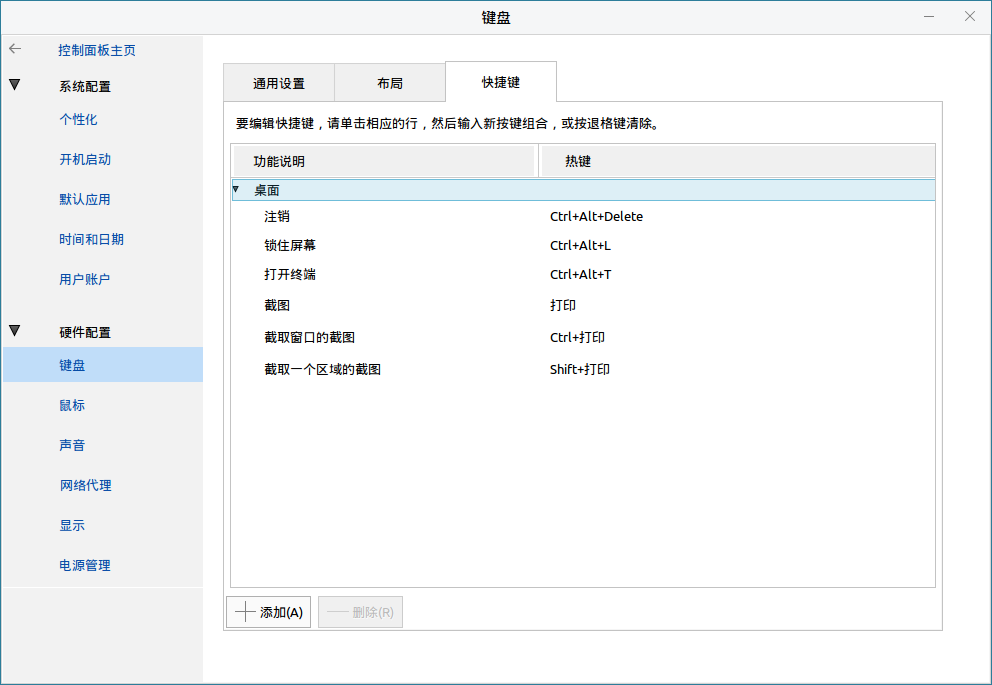 键盘
控制面板主页
系统配置
个性化
开机启动
默认应用
时间和日期
用户账户
硬件配置
键盘
鼠标
声音
网络代理
显示
电源管理
通用设置 布局 快捷键
要编辑快捷键，请单击相应的行，然后输入新按键组合，或按退格键清除。
功能说明 热键
桌面
注销 Ctrl+Alt+Delete
锁住屏幕 Ctrl+Alt+L
打开终端 Ctrl+Alt+T
截图 打印
截取窗口的截图 Ctrl+打印
截取一个区域的截图 Shift+打印
添加(A) 删除(R)